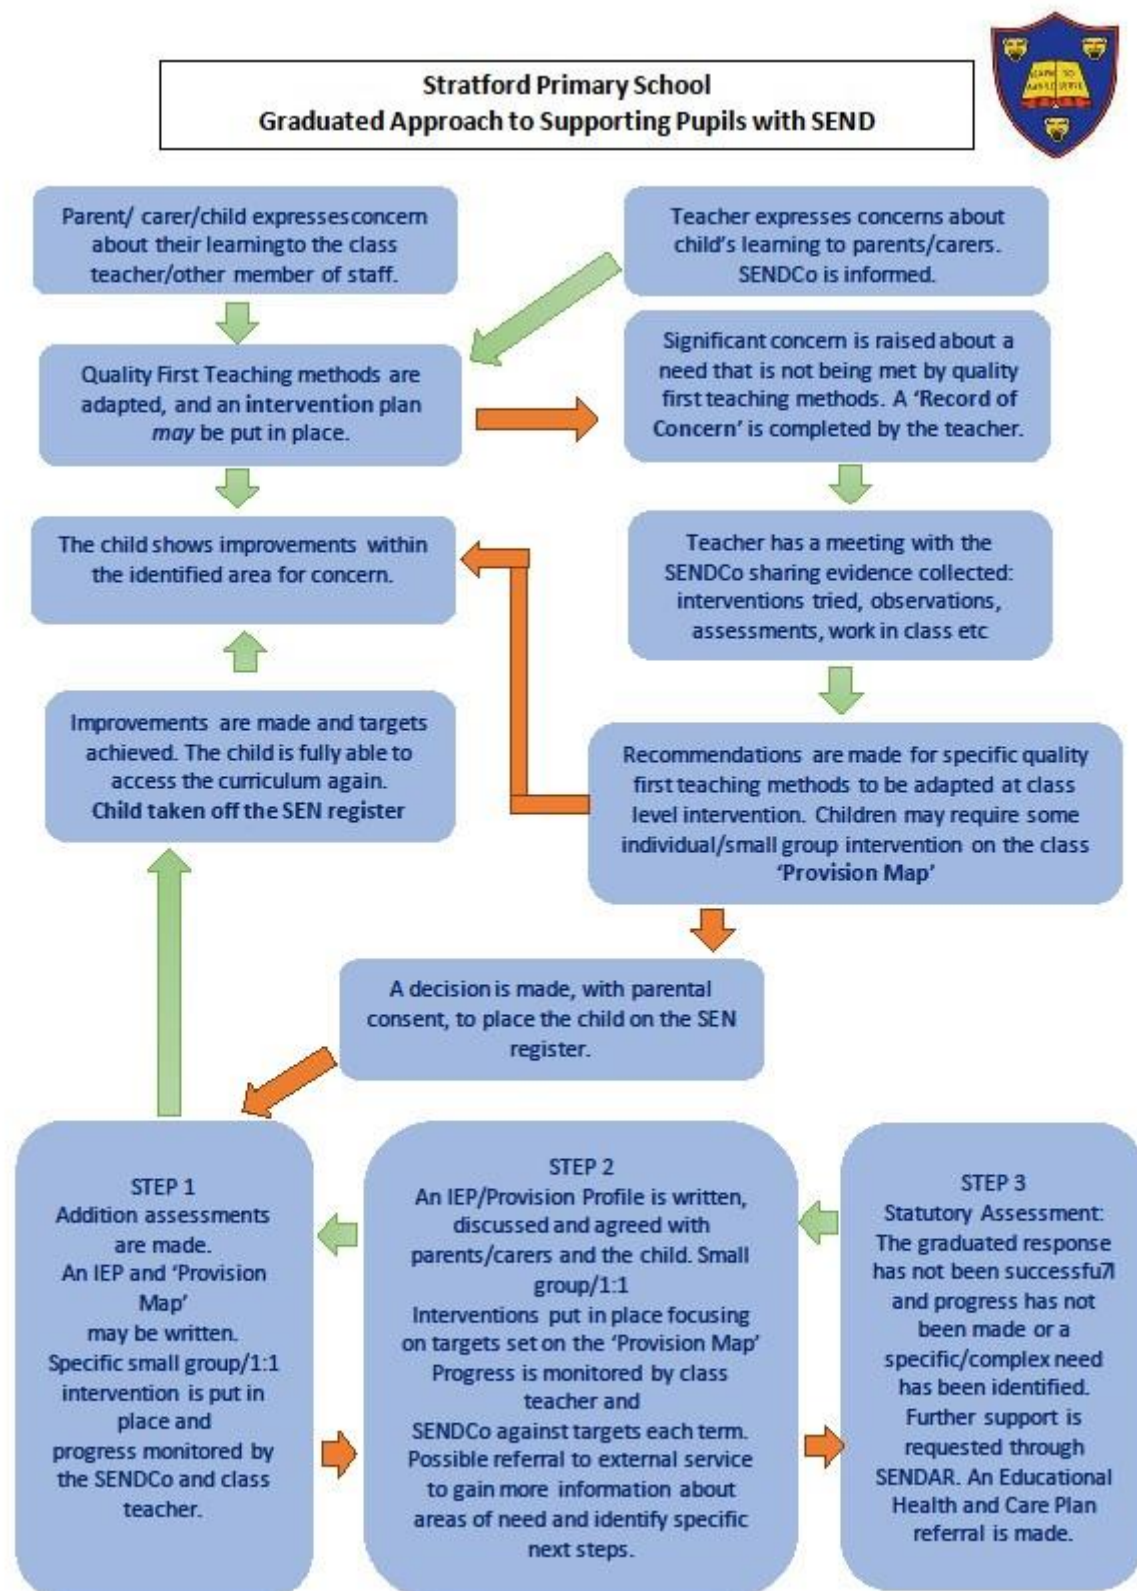 Stratford Primary School
Graduated Approach to Supporting Pupils with SEND
Parent/ carer/child expresses concern
about their learning to the class
teacher/other member of staff.
Teacher expresses concerns about
child's learning to parents/carers.
SENDCo is informed.
Quality First Teaching methods are
adapted, and an intervention plan
may be put in place.
Significant concern is raised about a
need that is not being met by quality
first teaching methods. A 'Record of
Concern' is completed by the teacher.
The child shows improvements within
the identified area for concern.
Teacher has a meeting with the
SENDCo sharing evidence collected:
interventions tried, observations,
assessments, work in class etc
Improvements are made and targets
achieved. The child is fully able to
access the curriculum again.
Child taken off the SEN register
Recommendations are made for specific quality
first teaching methods to be adapted at class
level intervention. Children may require some
individual/small group intervention on the class
'Provision Map'
A decision is made, with parental
consent, to place the child on the SEN
register.
STEP 1
Addition assessments
are made.
An IEP and 'Provision
Map'
may be written.
Specific small group/1:1
intervention is put in
place and
progress monitored by
the SENDCo and class
teacher.
STEP 2
An IEP/Provision Profile is written,
discussed and agreed with
parents/carers and the child. Small
group/1:1
Interventions put in place focusing
on targets set on the 'Provision Map'
Progress is monitored by class
teacher and
SENDCo against targets each term.
Possible referral to external service
to gain more information about
areas of need and identify specific
next steps.
STEP 3
Statutory Assessment:
The graduated response
has not been successfu7l
and progress has not
been made or a
specific/complex need
has been identified.
Further support is
requested through
SENDAR. An Educational
Health and Care Plan
referral is made.